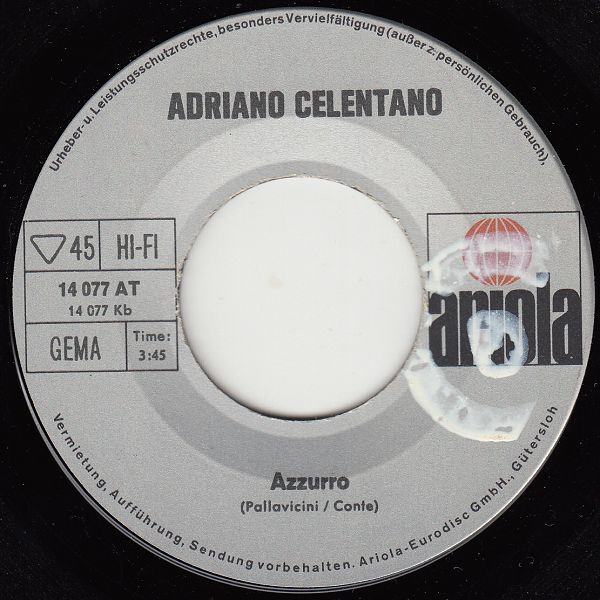 Urheber- u. Leistungsschutzrechte, besonders Vervielfältigung (außer z. persönlichen Gebrauch),
ADRIANO CELENTANO
45 HI-FI
14 077 AT
14 077 Kb
GEMA Time:
3:45
ariola
Azzurro
(Pallavicini / Conte)
Vermietung, Aufführung, Sendung vorbehalten. Ariola-Eurodisc GmbH., Gütersloh